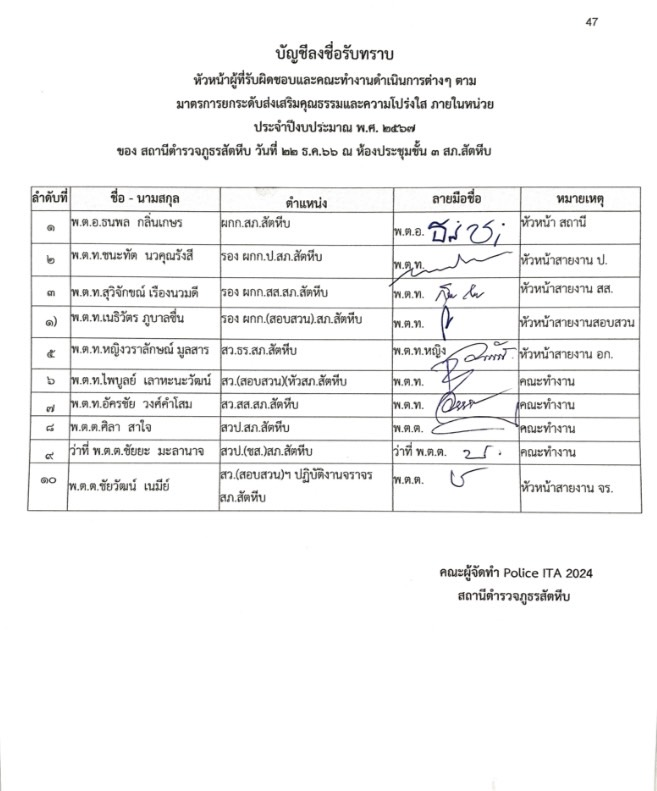 47
บัญชีลงชื่อรับทราบ
หัวหน้าผู้ที่รับผิดชอบและคณะทำงานดำเนินการต่างๆ ตาม
มาตรการยกระดับส่งเสริมคุณธรรมและความโปร่งใส ภายในหน่วย
ประจำปีงบประมาณ พ.ศ. ๒๕๖๗
ของ สถานีตำรวจภูธรสัตหีบ วันที่ ๒๒ ธ.ค.๖๖ ณ ห้องประชุมชั้น ๓ สภ.สัตหีบ
ลำดับที่ ชื่อ - นามสกุล ตำแหน่ง ลายมือชื่อ หมายเหตุ
๑ พ.ต.อ.ธนพล กลิ่นเกษร ผกก.สภ.สัตหีบ พ.ต.อ. หัวหน้า สถานี
๒ พ.ต.ท.ชนะทัต นวคุณรังสี รอง ผกก.ป.สภ.สัตหีบ พ.ต.ท. หัวหน้าสายงาน ป.
๓ พ.ต.ท.สุวิจักขณ์ เรืองนวมดี รอง ผกก.สส.สภ.สัตหีบ พ.ต.ท. หัวหน้าสายงาน สส.
๑) พ.ต.ท.เนธิวัตร ภูบาลชื่น รอง ผกก.(สอบสวน).สภ.สัตหีบ พ.ต.ท. หัวหน้าสายงานสอบสวน
๕ พ.ต.ท.หญิงวราลักษณ์ มูลสาร สว.ธร.สภ.สัตหีบ พ.ต.ท.หญิง หัวหน้าสายงาน อก.
๖ พ.ต.ท.ไพบูลย์ เลาหะนะวัฒน์ สว.(สอบสวน)(หัวสภ.สัตหีบ พ.ต.ท. คณะทำงาน
๗ พ.ต.ท.อัครชัย วงศ์คำโสม สว.สส.สภ.สัตหีบ พ.ต.ท. คณะทำงาน
๘ พ.ต.ต.ศิลา สาใจ สวป.สภ.สัตหีบ พ.ต.ต. คณะทำงาน
๙ ว่าที่ พ.ต.ต.ชัยยะ มะลานาจ สวป.(ชส.)สภ.สัตหีบ ว่าที่ พ.ต.ต. คณะทำงาน
๑๐ พ.ต.ต.ชัยวัฒน์ เนมีย์ สว.(สอบสวน)ฯ ปฏิบัติงานจราจร พ.ต.ต. หัวหน้าสายงาน จร.
สภ.สัตหีบ
คณะผู้จัดทำ Police ITA 2024
สถานีตำรวจภูธรสัตหีบ